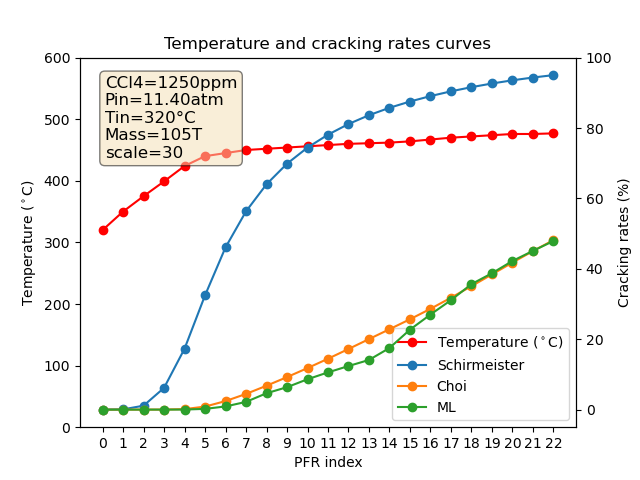 Temperature and cracking rates curves
CCl4=1250ppm
Pin=11.40atm
Tin=320°C
Mass=105T
scale=30
600
500
400
300
200
100
0
Temperature (°C)
100
80
60
40
20
0
Cracking rates (%)
Temperature (°C)
Schirmeister
Choi
ML
0 1 2 3 4 5 6 7 8 9 10 11 12 13 14 15 16 17 18 19 20 21 22
PFR index